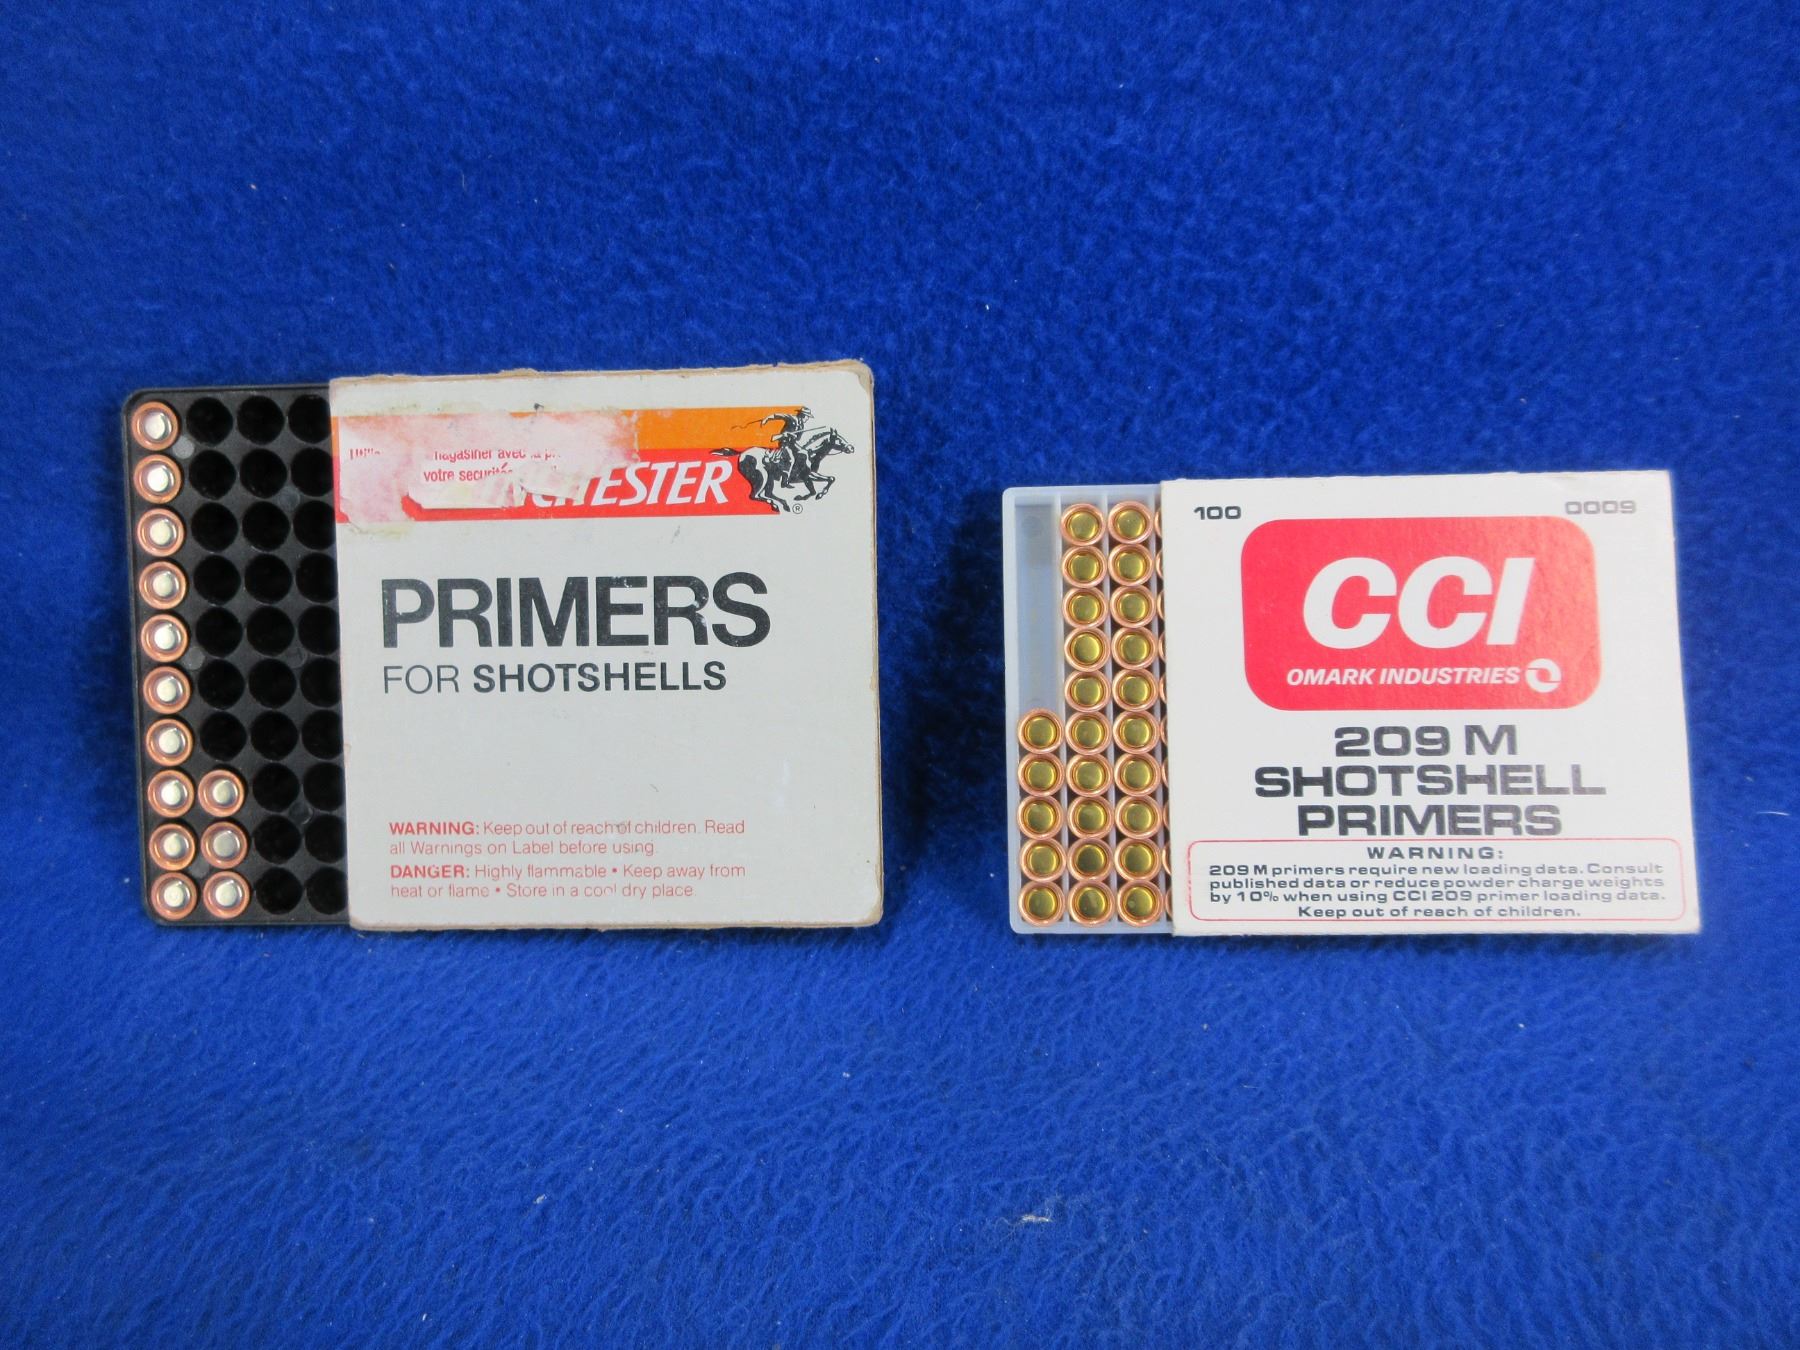 votre
WINCHESTER
®
PRIMERS
FOR SHOTSHELLS
WARNING: Keep out of reach of children. Read
all Warnings on Label before using.
DANGER: Highly flammable • Keep away from
heat or flame • Store in a cool dry place.
100
0009
CCI
OMARK INDUSTRIES
209 M
SHOTSHELL
PRIMERS
WARNING:
209 M primers require new loading data. Consult
published data or reduce powder charge weights
by 10% when using CCI 209 primer loading data.
Keep out of reach of children.